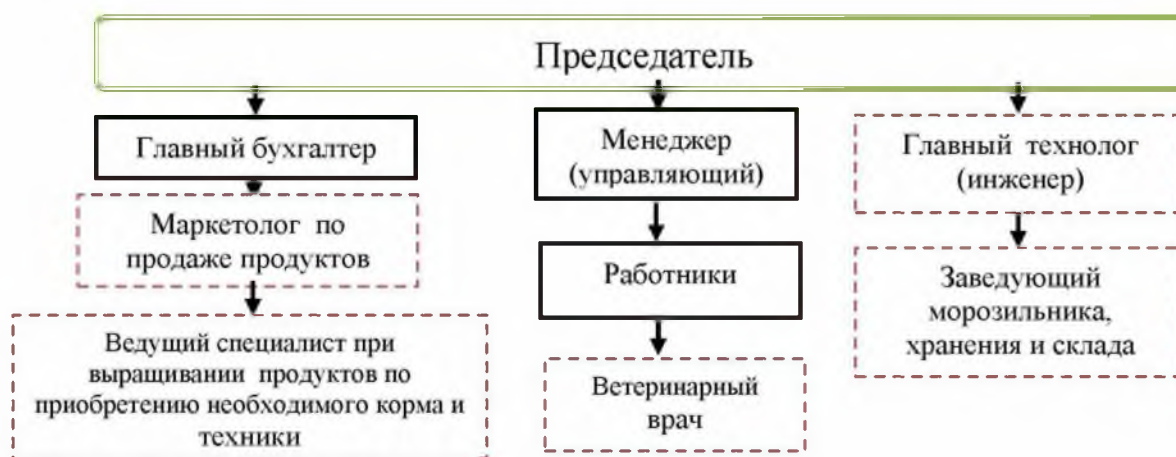 Председатель
Главный бухгалтер
Маркетолог по
продаже продуктов
Ведущий специалист при
выращивании продуктов по
приобретению необходимого корма и
техники
Менеджер
(управляющий)
Работники
Ветеринарный
врач
Главный технолог
(инженер)
Заведующий
морозильника,
хранения и склада